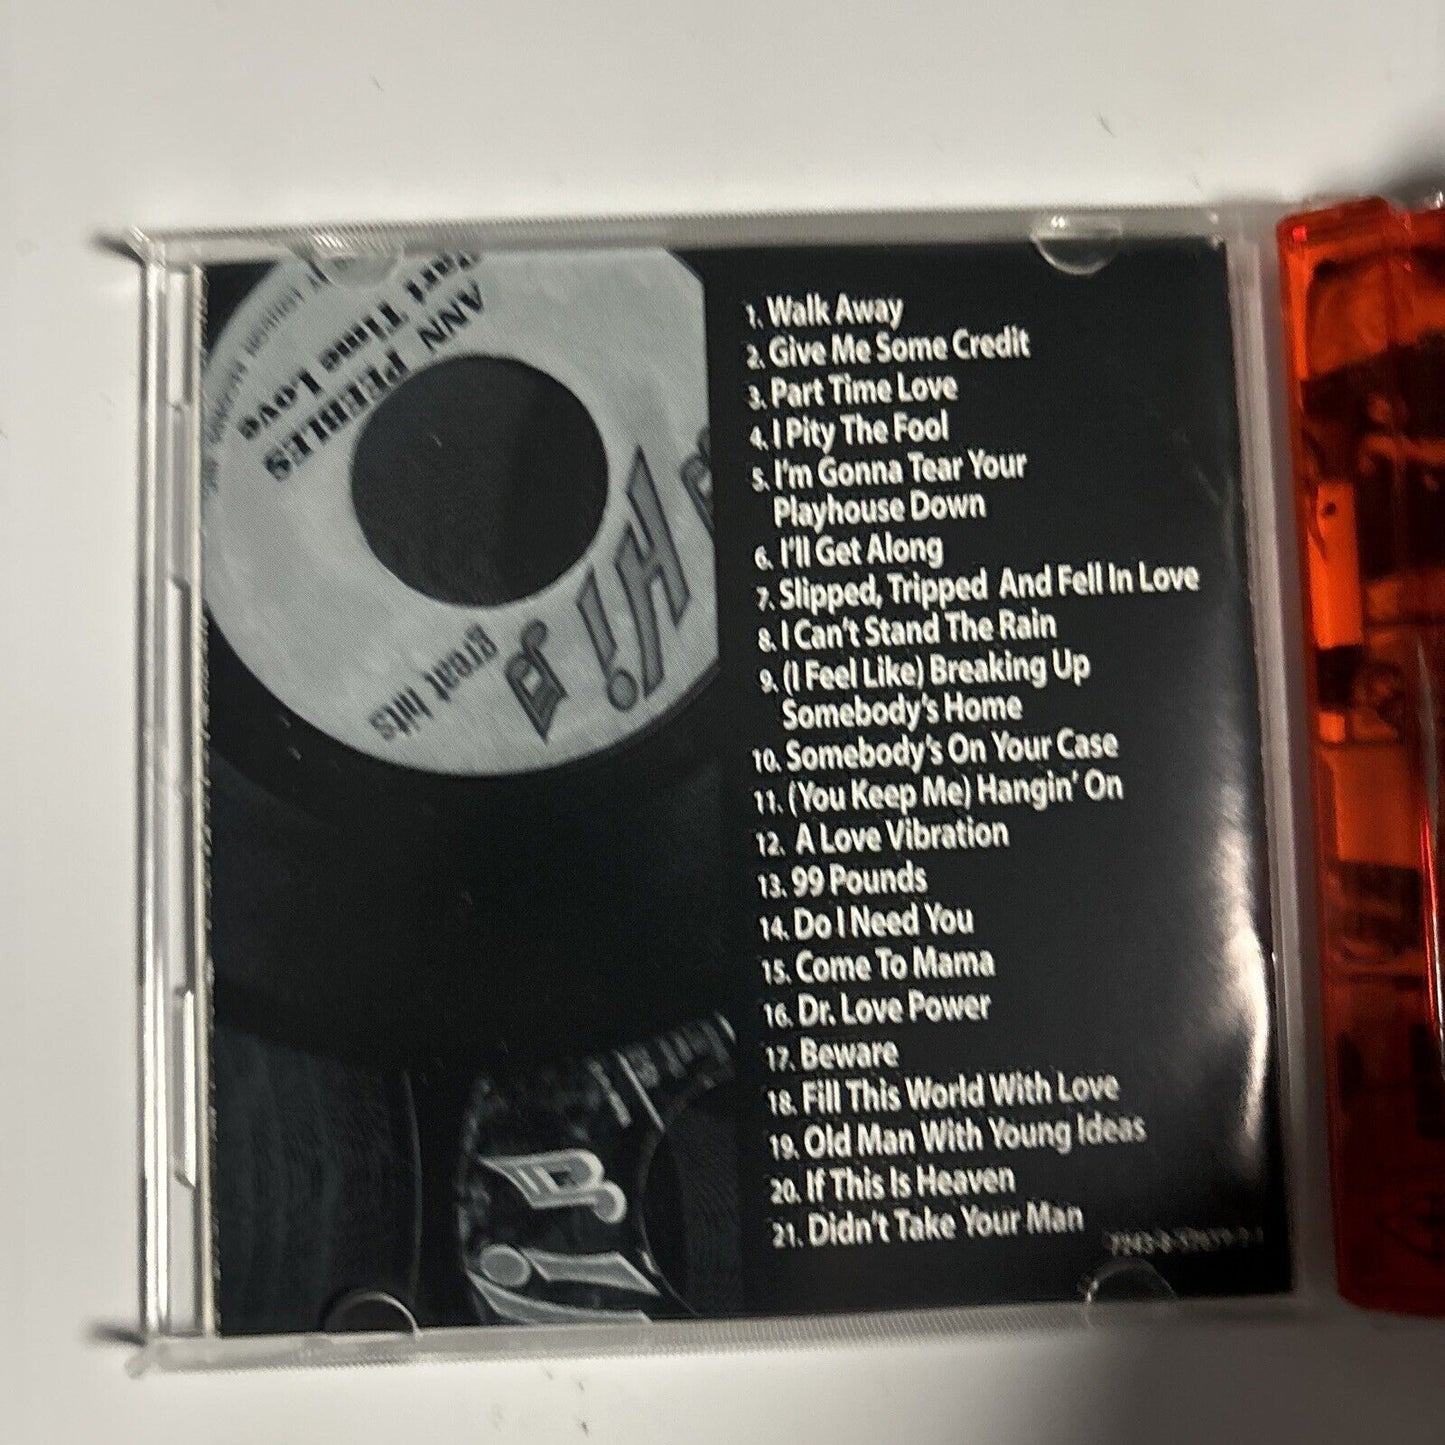 ANN PEEBLES
Part Time Love
Hi
great hits
1. Walk Away
2. Give Me Some Credit
3. Part Time Love
4. I Pity The Fool
5. I'm Gonna Tear Your
Playhouse Down
6. I'll Get Along
7. Slipped, Tripped And Fell In Love
8. I Can't Stand The Rain
9. (I Feel Like) Breaking Up
Somebody's Home
10. Somebody's On Your Case
11. (You Keep Me) Hangin' On
12. A Love Vibration
13. 99 Pounds
14. Do I Need You
15. Come To Mama
16. Dr. Love Power
17. Beware
18. Fill This World With Love
19. Old Man With Young Ideas
20. If This Is Heaven
21. Didn't Take Your Man